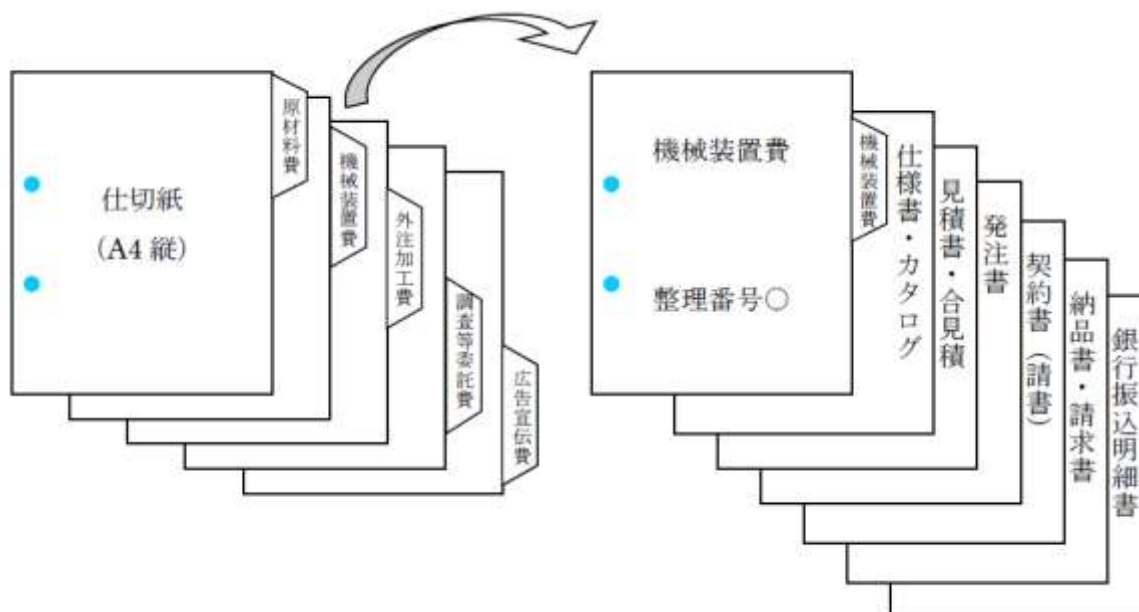 仕切紙
（A4 縦）
原材料費
機械装置費
外注加工費
調査等委託費
広告宣伝費
機械装置費
整理番号○
機械装置費
仕様書・カタログ
見積書・合見積
発注書
契約書（請書）
納品書・請求書
銀行振込明細書